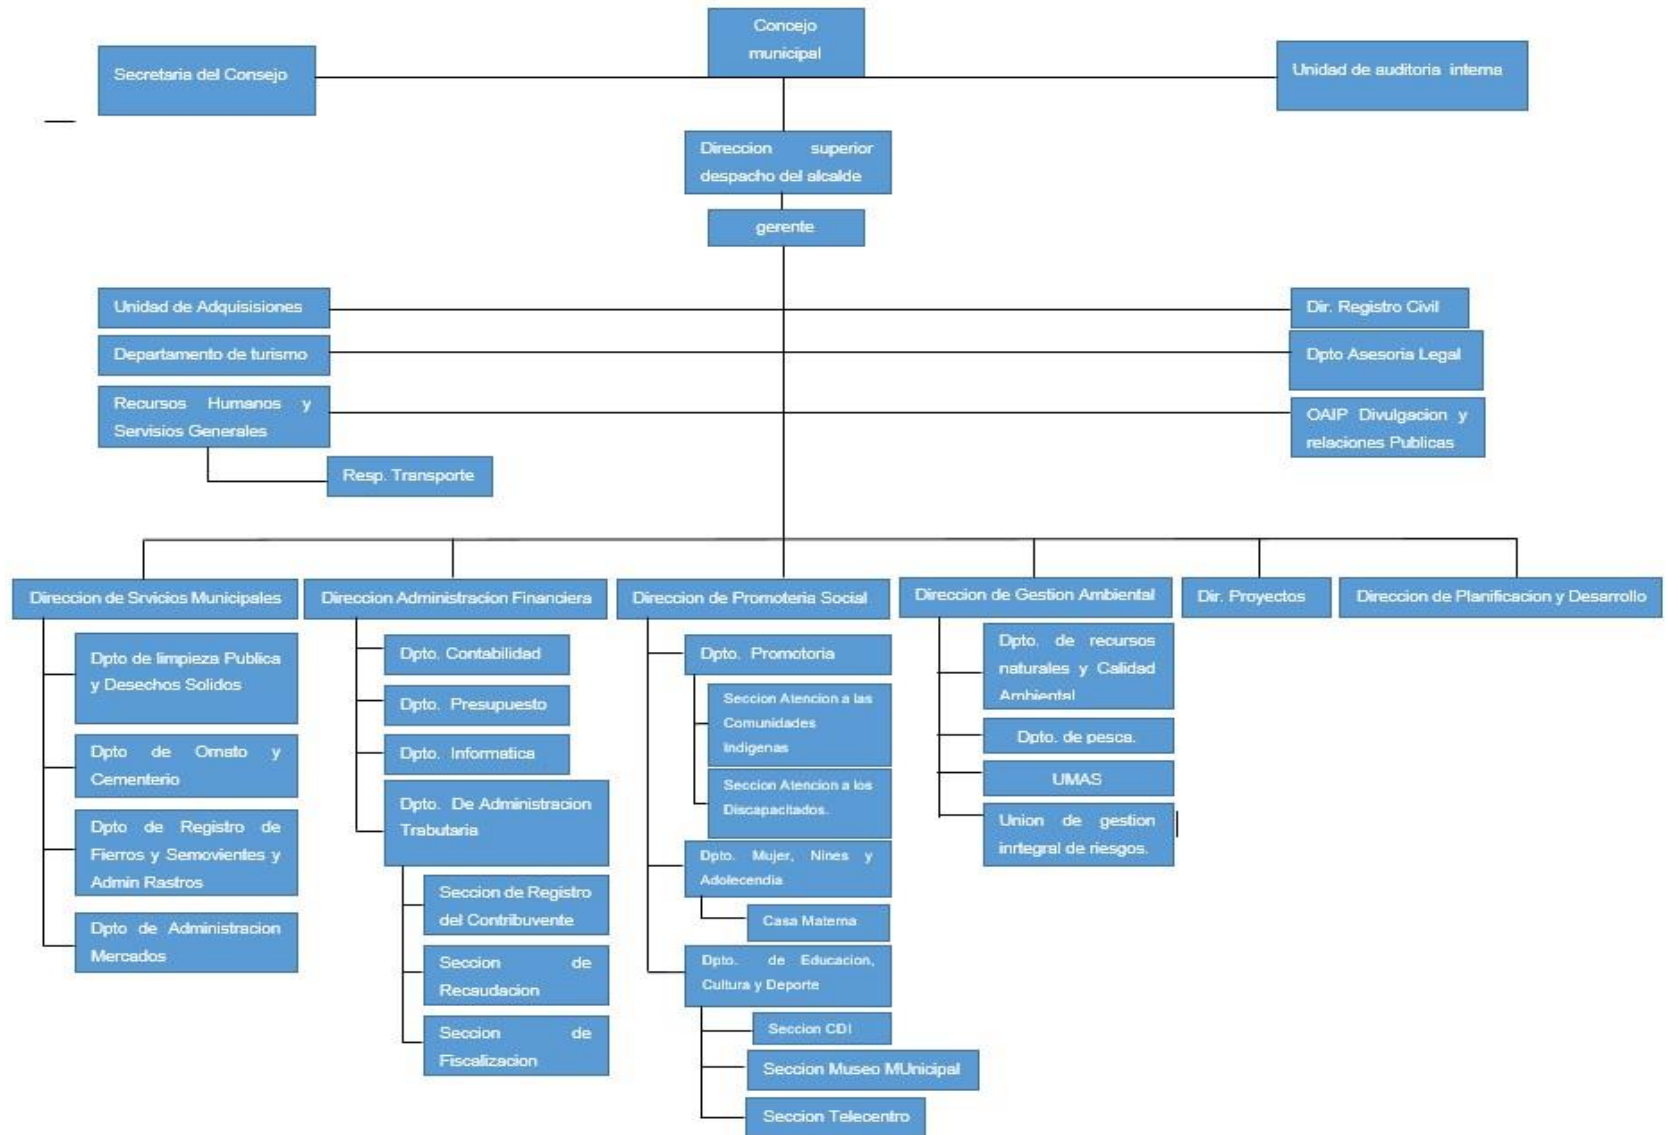 Concejo
municipal
Secretaria del Consejo
Unidad de auditoria interna
Direccion superior
despacho del alcalde
gerente
Unidad de Adquisisiones
Dir. Registro Civil
Departamento de turismo
Dpto Asesoria Legal
Recursos Humanos y
Servisios Generales
OAIP Divulgacion y
relaciones Publicas
Resp. Transporte
Direccion de Srvicios Municipales
Dpto de limpieza Publica
y Desechos Solidos
Dpto de Ornato y
Cementerio
Dpto de Registro de
Fierros y Semovientes y
Admin Rastros
Dpto de Administracion
Mercados
Direccion Administracion Financiera
Dpto. Contabilidad
Dpto. Presupuesto
Dpto. Informatica
Dpto. De Administracion
Trabutaria
Seccion de Registro
del Contribuvente
Seccion de
Recaudacion
Seccion de
Fiscalizacion
Direccion de Promoteria Social
Dpto. Promotoria
Seccion Atencion a las
Comunidades
Indigenas
Seccion Atencion a los
Discapacitados.
Dpto. Mujer, Nines y
Adolecendia
Casa Materna
Dpto. de Educacion,
Cultura y Deporte
Seccion CDI
Seccion Museo MUnicipal
Seccion Telecentro
Direccion de Gestion Ambiental
Dpto. de recursos
naturales y Calidad
Ambiental
Dpto. de pesca.
UMAS
Union de gestion
inrtegral de riesgos.
Dir. Proyectos
Direccion de Planificacion y Desarrollo